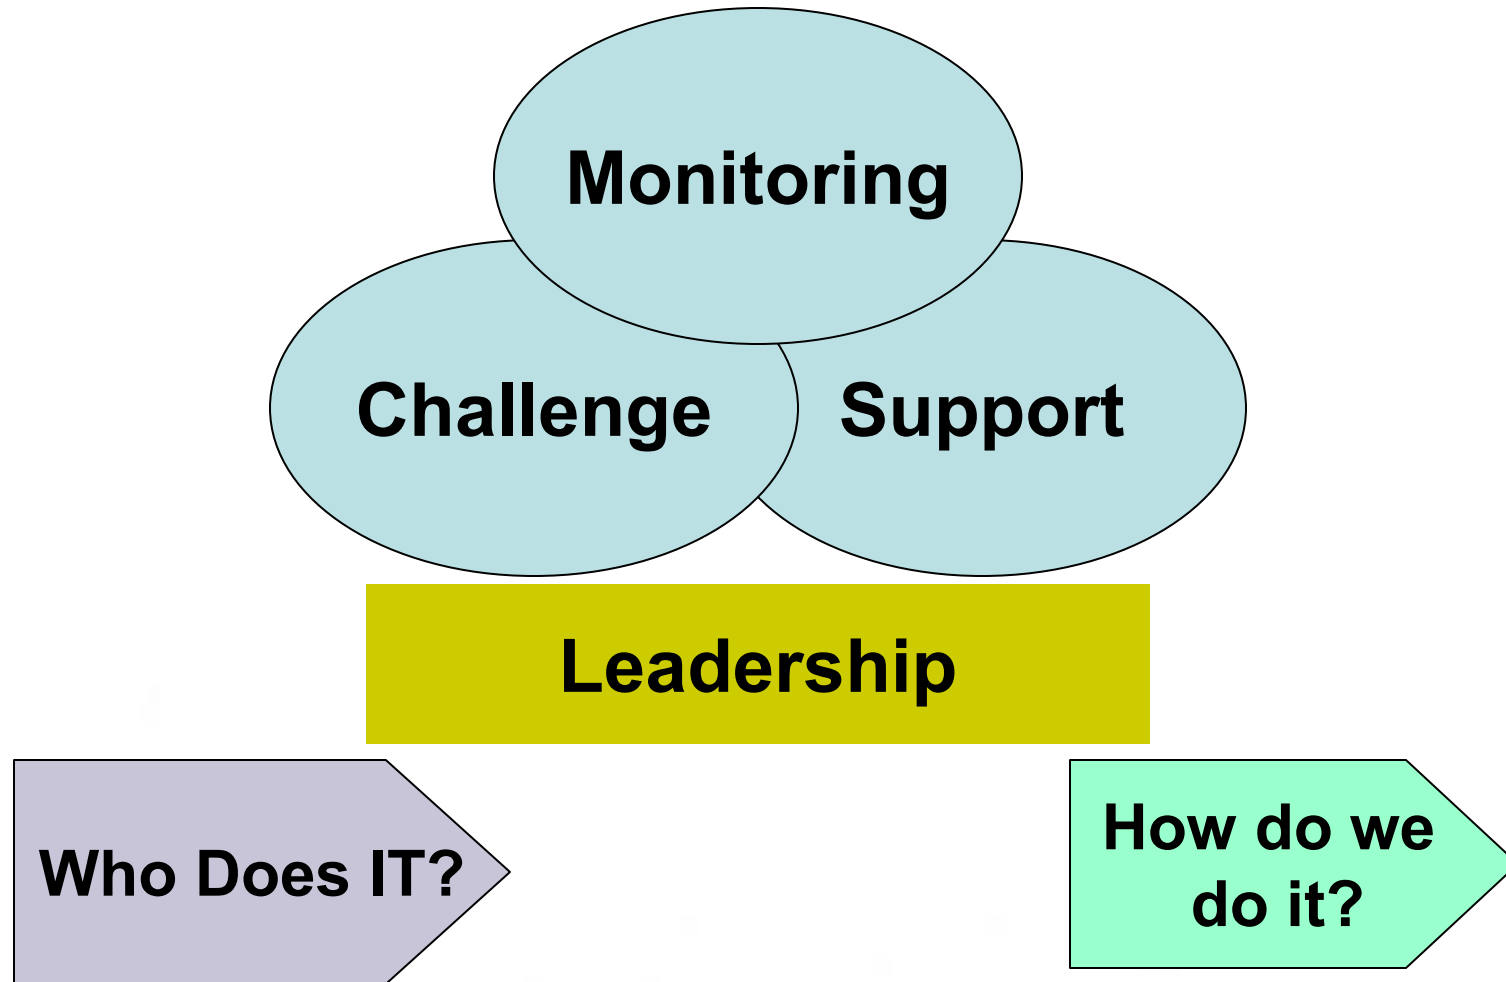 Monitoring
Challenge
Support
Leadership
Who Does IT?
How do we
do it?